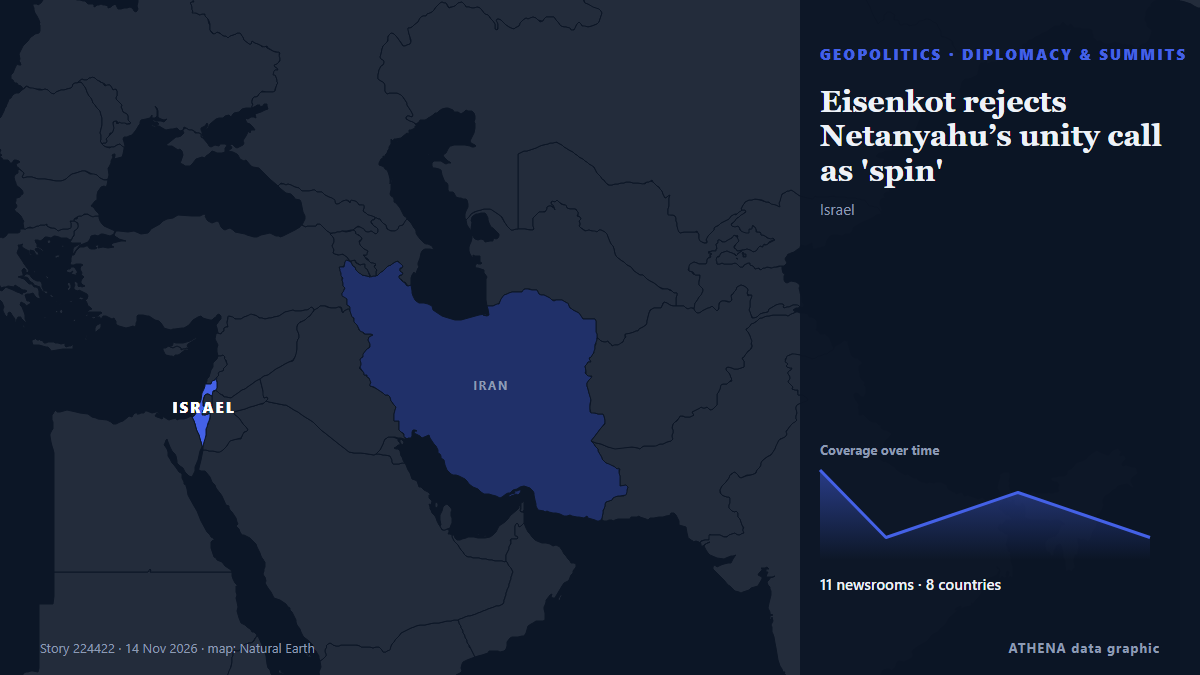 GEOPOLITICS · DIPLOMACY & SUMMITS
Eisenkot rejects
Netanyahu’s unity call
as 'spin'
Israel
IRAN
ISRAEL
Coverage over time
11 newsrooms · 8 countries
Story 224422 · 14 Nov 2026 · map: Natural Earth
ATHENA data graphic